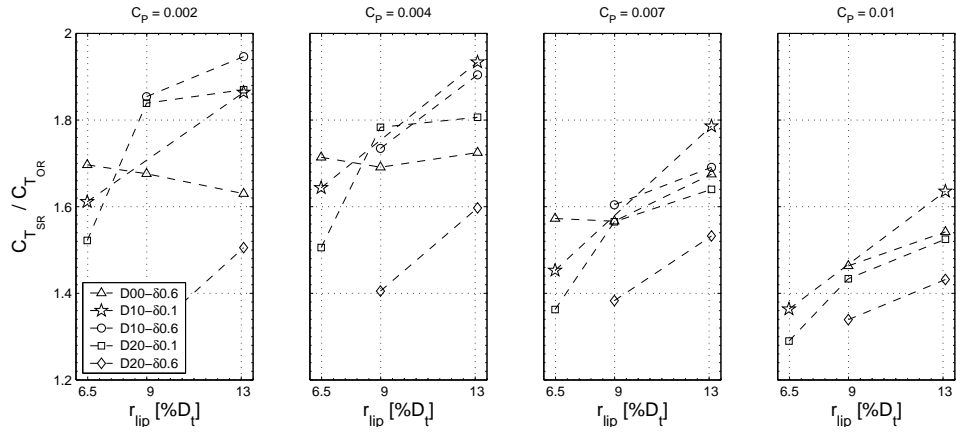 C_P = 0.002
C_P = 0.004
C_P = 0.007
C_P = 0.01
C_T_SR / C_T_OR
2
1.8
1.6
1.4
1.2
D00−δ0.6
D10−δ0.1
D10−δ0.6
D20−δ0.1
D20−δ0.6
6.5 9 13
6.5 9 13
6.5 9 13
6.5 9 13
r_lip [%D_t]
r_lip [%D_t]
r_lip [%D_t]
r_lip [%D_t]